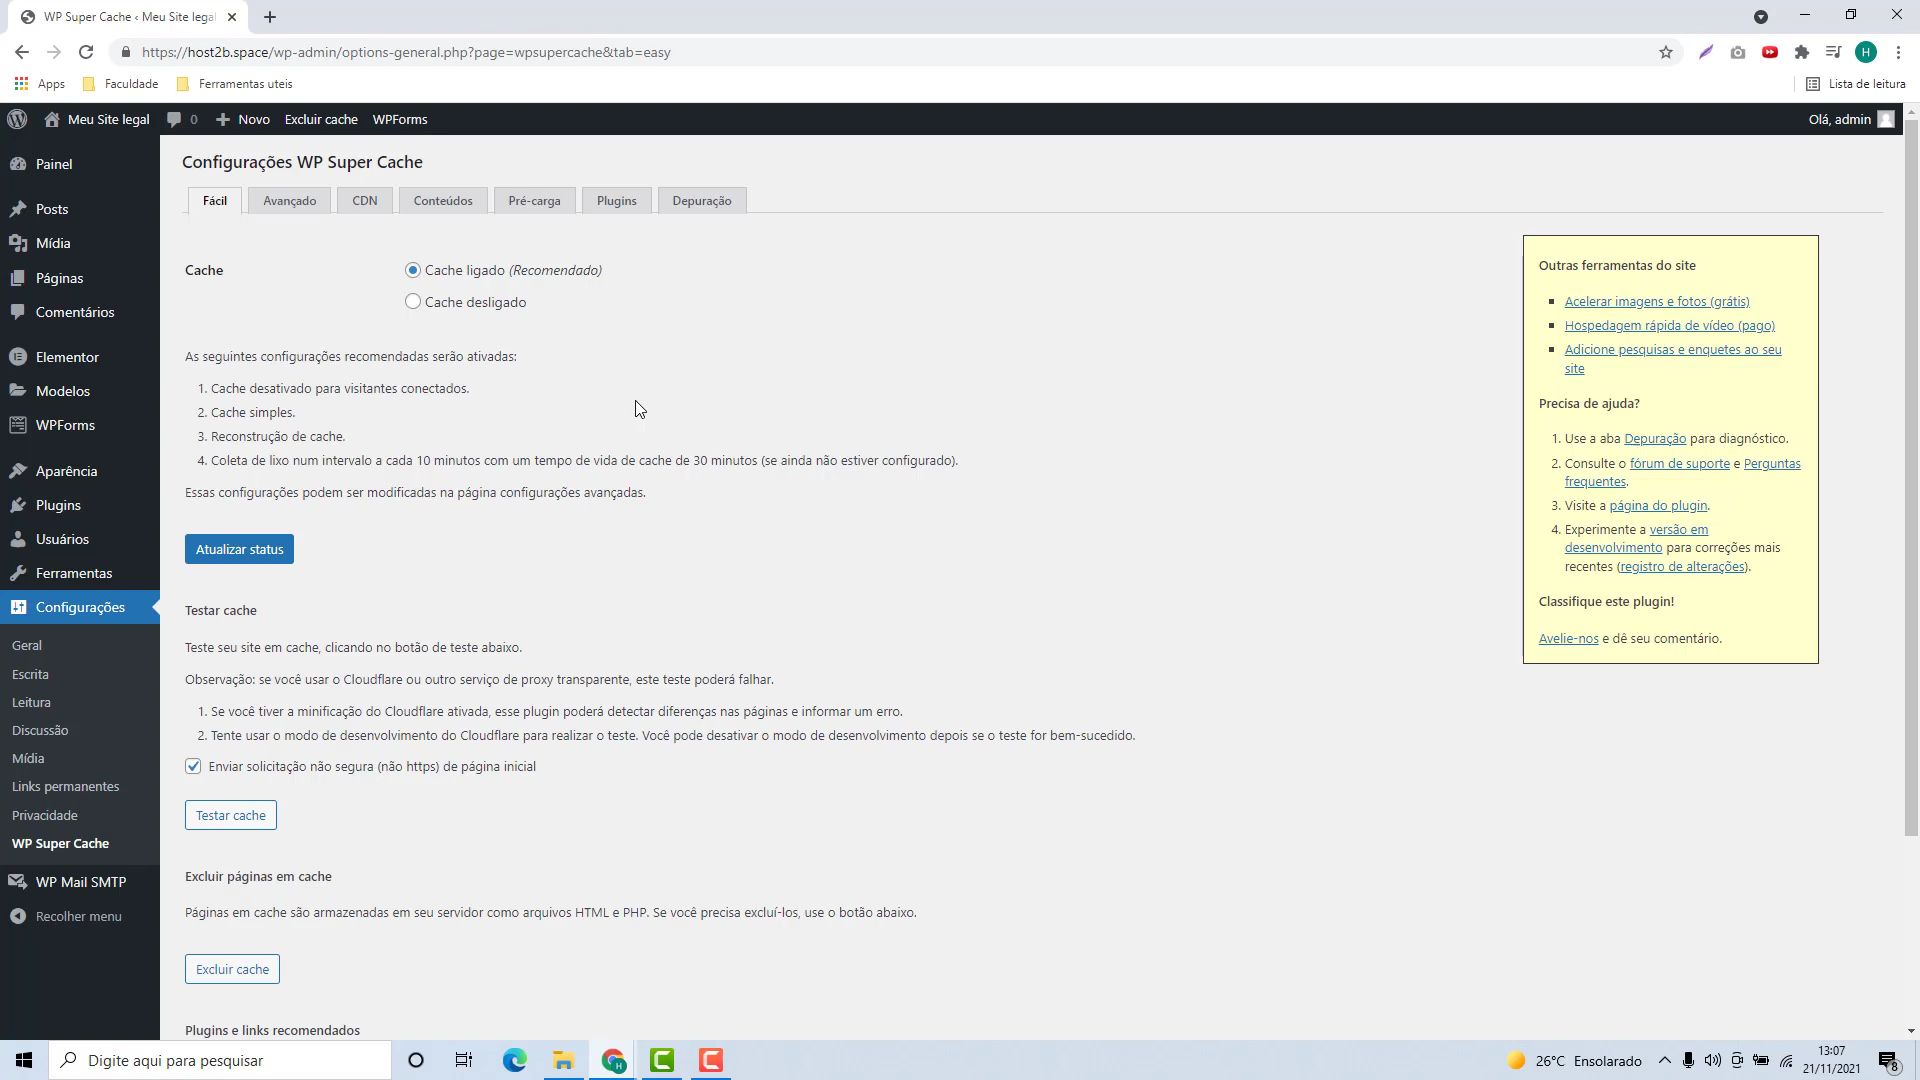 WP Super Cache ‹ Meu Site legal
https://host2b.space/wp-admin/options-general.php?page=wpsupercache&tab=easy
H
Apps
Faculdade
Ferramentas uteis
Lista de leitura
Meu Site legal
0
Novo
Excluir cache
WPForms
Olá, admin
Painel
Posts
Mídia
Páginas
Comentários
Elementor
Modelos
WPForms
Aparência
Plugins
Usuários
Ferramentas
Configurações
Geral
Escrita
Leitura
Discussão
Mídia
Links permanentes
Privacidade
WP Super Cache
WP Mail SMTP
Recolher menu
Configurações WP Super Cache
Fácil
Avançado
CDN
Conteúdos
Pré-carga
Plugins
Depuração
Cache
Cache ligado (Recomendado)
Cache desligado
As seguintes configurações recomendadas serão ativadas:
1. Cache desativado para visitantes conectados.
2. Cache simples.
3. Reconstrução de cache.
4. Coleta de lixo num intervalo a cada 10 minutos com um tempo de vida de cache de 30 minutos (se ainda não estiver configurado).
Essas configurações podem ser modificadas na página configurações avançadas.
Atualizar status
Testar cache
Teste seu site em cache, clicando no botão de teste abaixo.
Observação: se você usar o Cloudflare ou outro serviço de proxy transparente, este teste poderá falhar.
1. Se você tiver a minificação do Cloudflare ativada, esse plugin poderá detectar diferenças nas páginas e informar um erro.
2. Tente usar o modo de desenvolvimento do Cloudflare para realizar o teste. Você pode desativar o modo de desenvolvimento depois se o teste for bem-sucedido.
Enviar solicitação não segura (não https) de página inicial
Testar cache
Excluir páginas em cache
Páginas em cache são armazenadas em seu servidor como arquivos HTML e PHP. Se você precisa excluí-los, use o botão abaixo.
Excluir cache
Plugins e links recomendados
Outras ferramentas do site
Acelerar imagens e fotos (grátis)
Hospedagem rápida de vídeo (pago)
Adicione pesquisas e enquetes ao seu
site
Precisa de ajuda?
1. Use a aba Depuração para diagnóstico.
2. Consulte o fórum de suporte e Perguntas
frequentes.
3. Visite a página do plugin.
4. Experimente a versão em
desenvolvimento para correções mais
recentes (registro de alterações).
Classifique este plugin!
Avelie-nos e dê seu comentário.
Digite aqui para pesquisar
26°C Ensolarado
13:07
21/11/2021
8